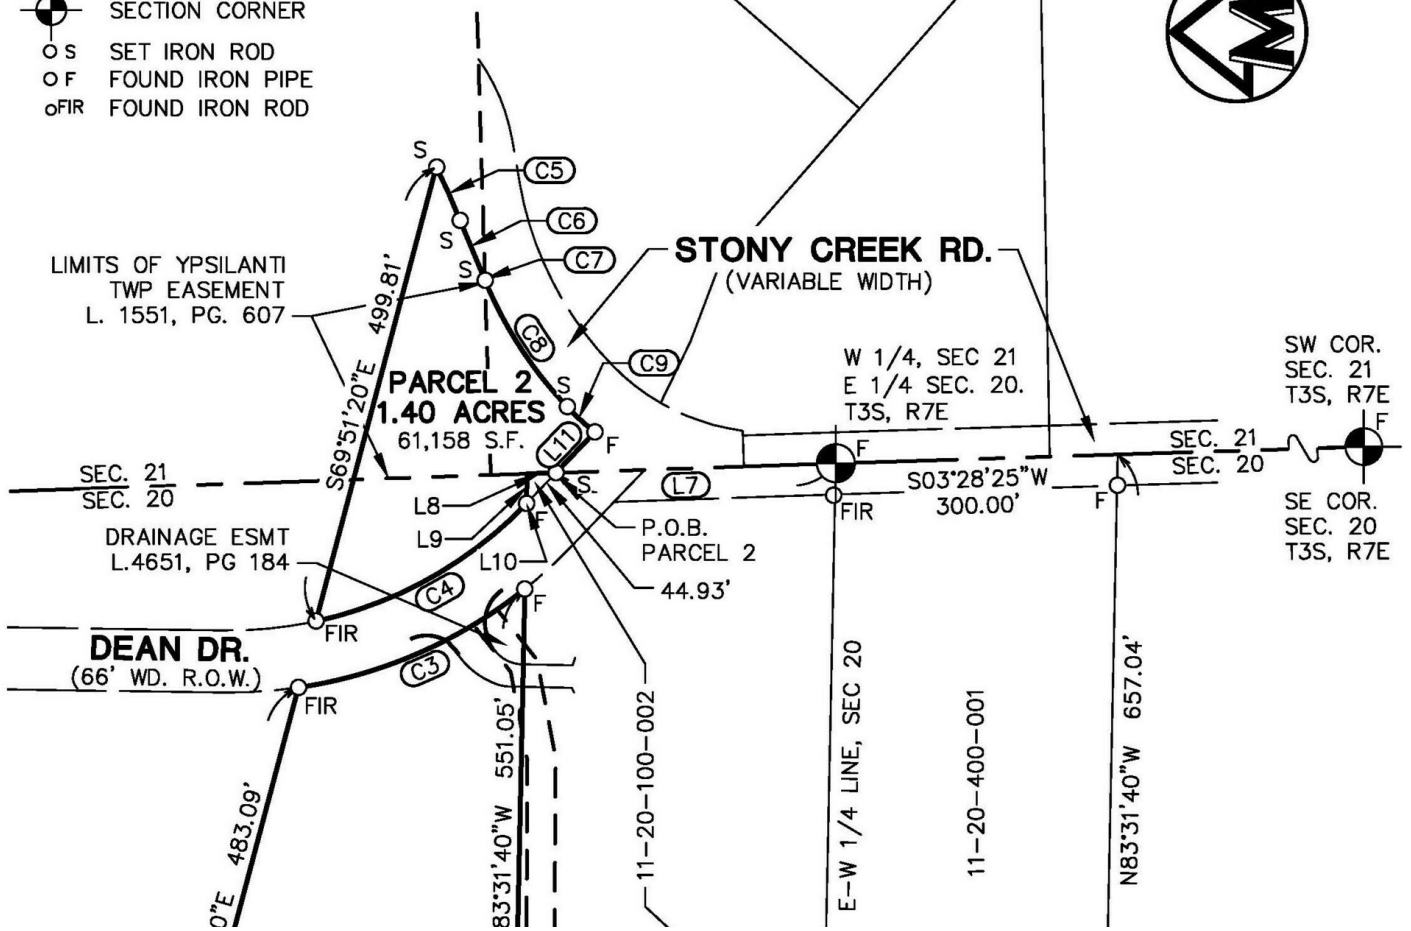 SECTION CORNER
S SET IRON ROD
F FOUND IRON PIPE
FIR FOUND IRON ROD
S
C5
C6
S
C7
S
STONY CREEK RD.
(VARIABLE WIDTH)
LIMITS OF YPSILANTI
TWP EASEMENT
L. 1551, PG. 607
499.81'
S69°51'20"E
C8
C9
W 1/4, SEC 21
E 1/4 SEC. 20.
T3S, R7E
SW COR.
SEC. 21
T3S, R7E
F
PARCEL 2
1.40 ACRES
61,158 S.F.
S
F
L11
F
SEC. 21
SEC. 20
SEC. 21
SEC. 20
S03°28'25"W
300.00'
L7
S
L8
L9
L10
F
FIR
F
SE COR.
SEC. 20
T3S, R7E
P.O.B.
PARCEL 2
44.93'
DRAINAGE ESMT
L.4651, PG 184
C4
F
FIR
DEAN DR.
(66' WD. R.O.W.)
C3
FIR
483.09'
0"E
551.05'
83°31'40"W
11-20-100-002
E-W 1/4 LINE, SEC 20
11-20-400-001
N83°31'40"W 657.04'
M